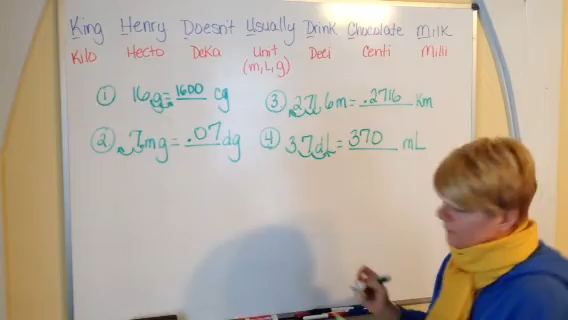 King Henry Doesn't Usually Drink Chocolate Milk
Kilo Hecto Deka Unit Deci Centi Milli
(m, L, g)
① 16g = 1600 cg
③ .271.6m = .2716 Km
② .7mg = .07 dg
④ 3.7dL = 370 mL